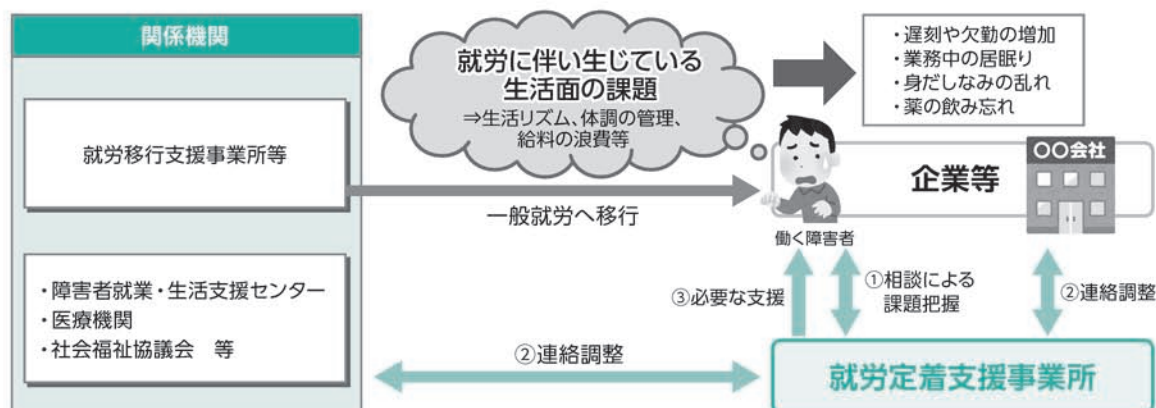 関係機関
就労移行支援事業所等
・障害者就業・生活支援センター
・医療機関
・社会福祉協議会　等
就労に伴い生じている
生活面の課題
⇒生活リズム、体調の管理、
給料の浪費等
・遅刻や欠勤の増加
・業務中の居眠り
・身だしなみの乱れ
・薬の飲み忘れ
一般就労へ移行
働く障害者
企業等
〇〇会社
③必要な支援
①相談による
課題把握
②連絡調整
②連絡調整
就労定着支援事業所